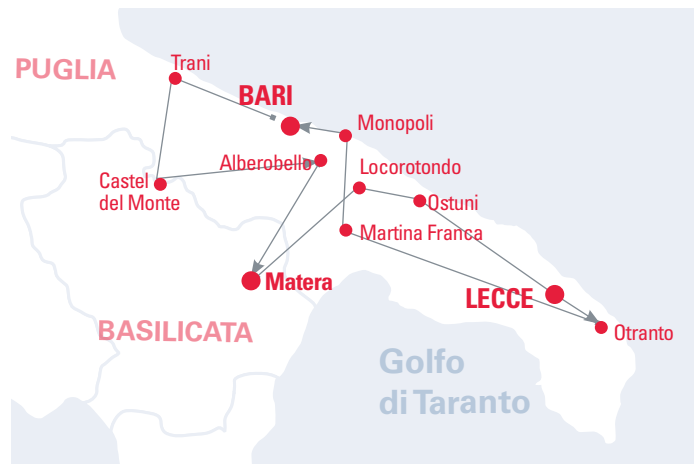 Trani
PUGLIA
BARI
Monopoli
Alberobello
Locorotondo
Castel
del Monte
Ostuni
Martina Franca
Matera
LECCE
BASILICATA
Otranto
Golfo
di Taranto